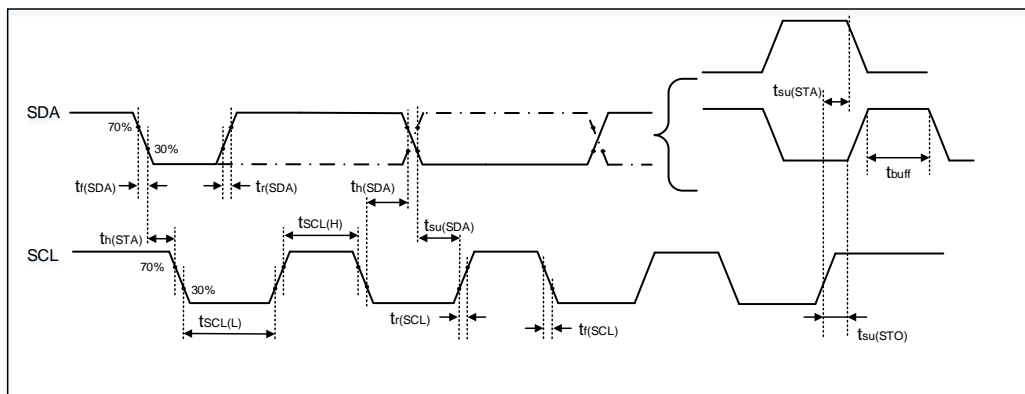 tsu(STA)
SDA
70%
30%
tbuff
tf(SDA)
tr(SDA)
th(SDA)
tSCL(H)
tsu(SDA)
th(STA)
SCL
70%
30%
tSCL(L)
tr(SCL)
tf(SCL)
tsu(STO)